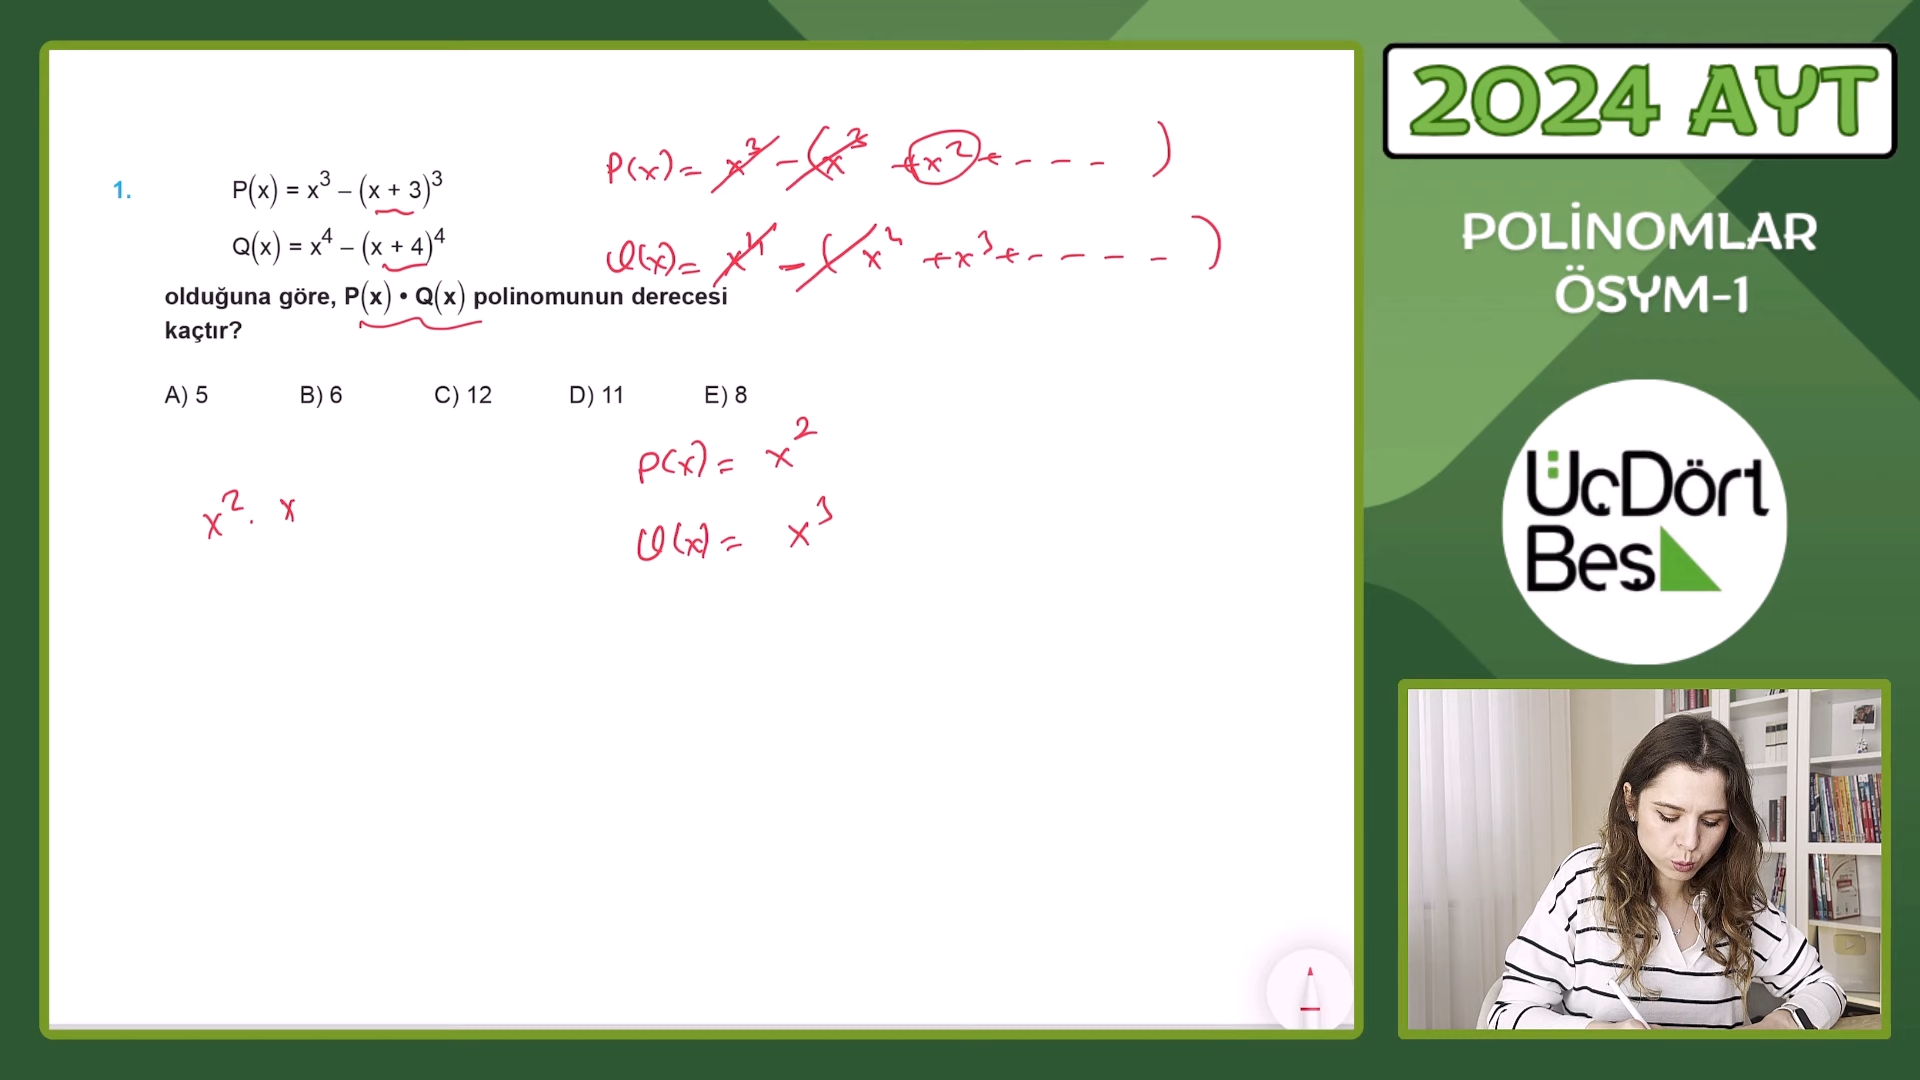 2024 AYT
POLİNOMLAR
ÖSYM-1
ÜçDört
Beş
1.
P(x) = x³ – (x + 3)³
Q(x) = x⁴ – (x + 4)⁴
olduğuna göre, P(x) • Q(x) polinomunun derecesi
kaçtır?
A) 5 B) 6 C) 12 D) 11 E) 8
P(x) = x³ – (x³ + x² + - - - )
Q(x) = x⁴ – (x⁴ + x³ + - - - - )
P(x) = x²
Q(x) = x³
x² . x